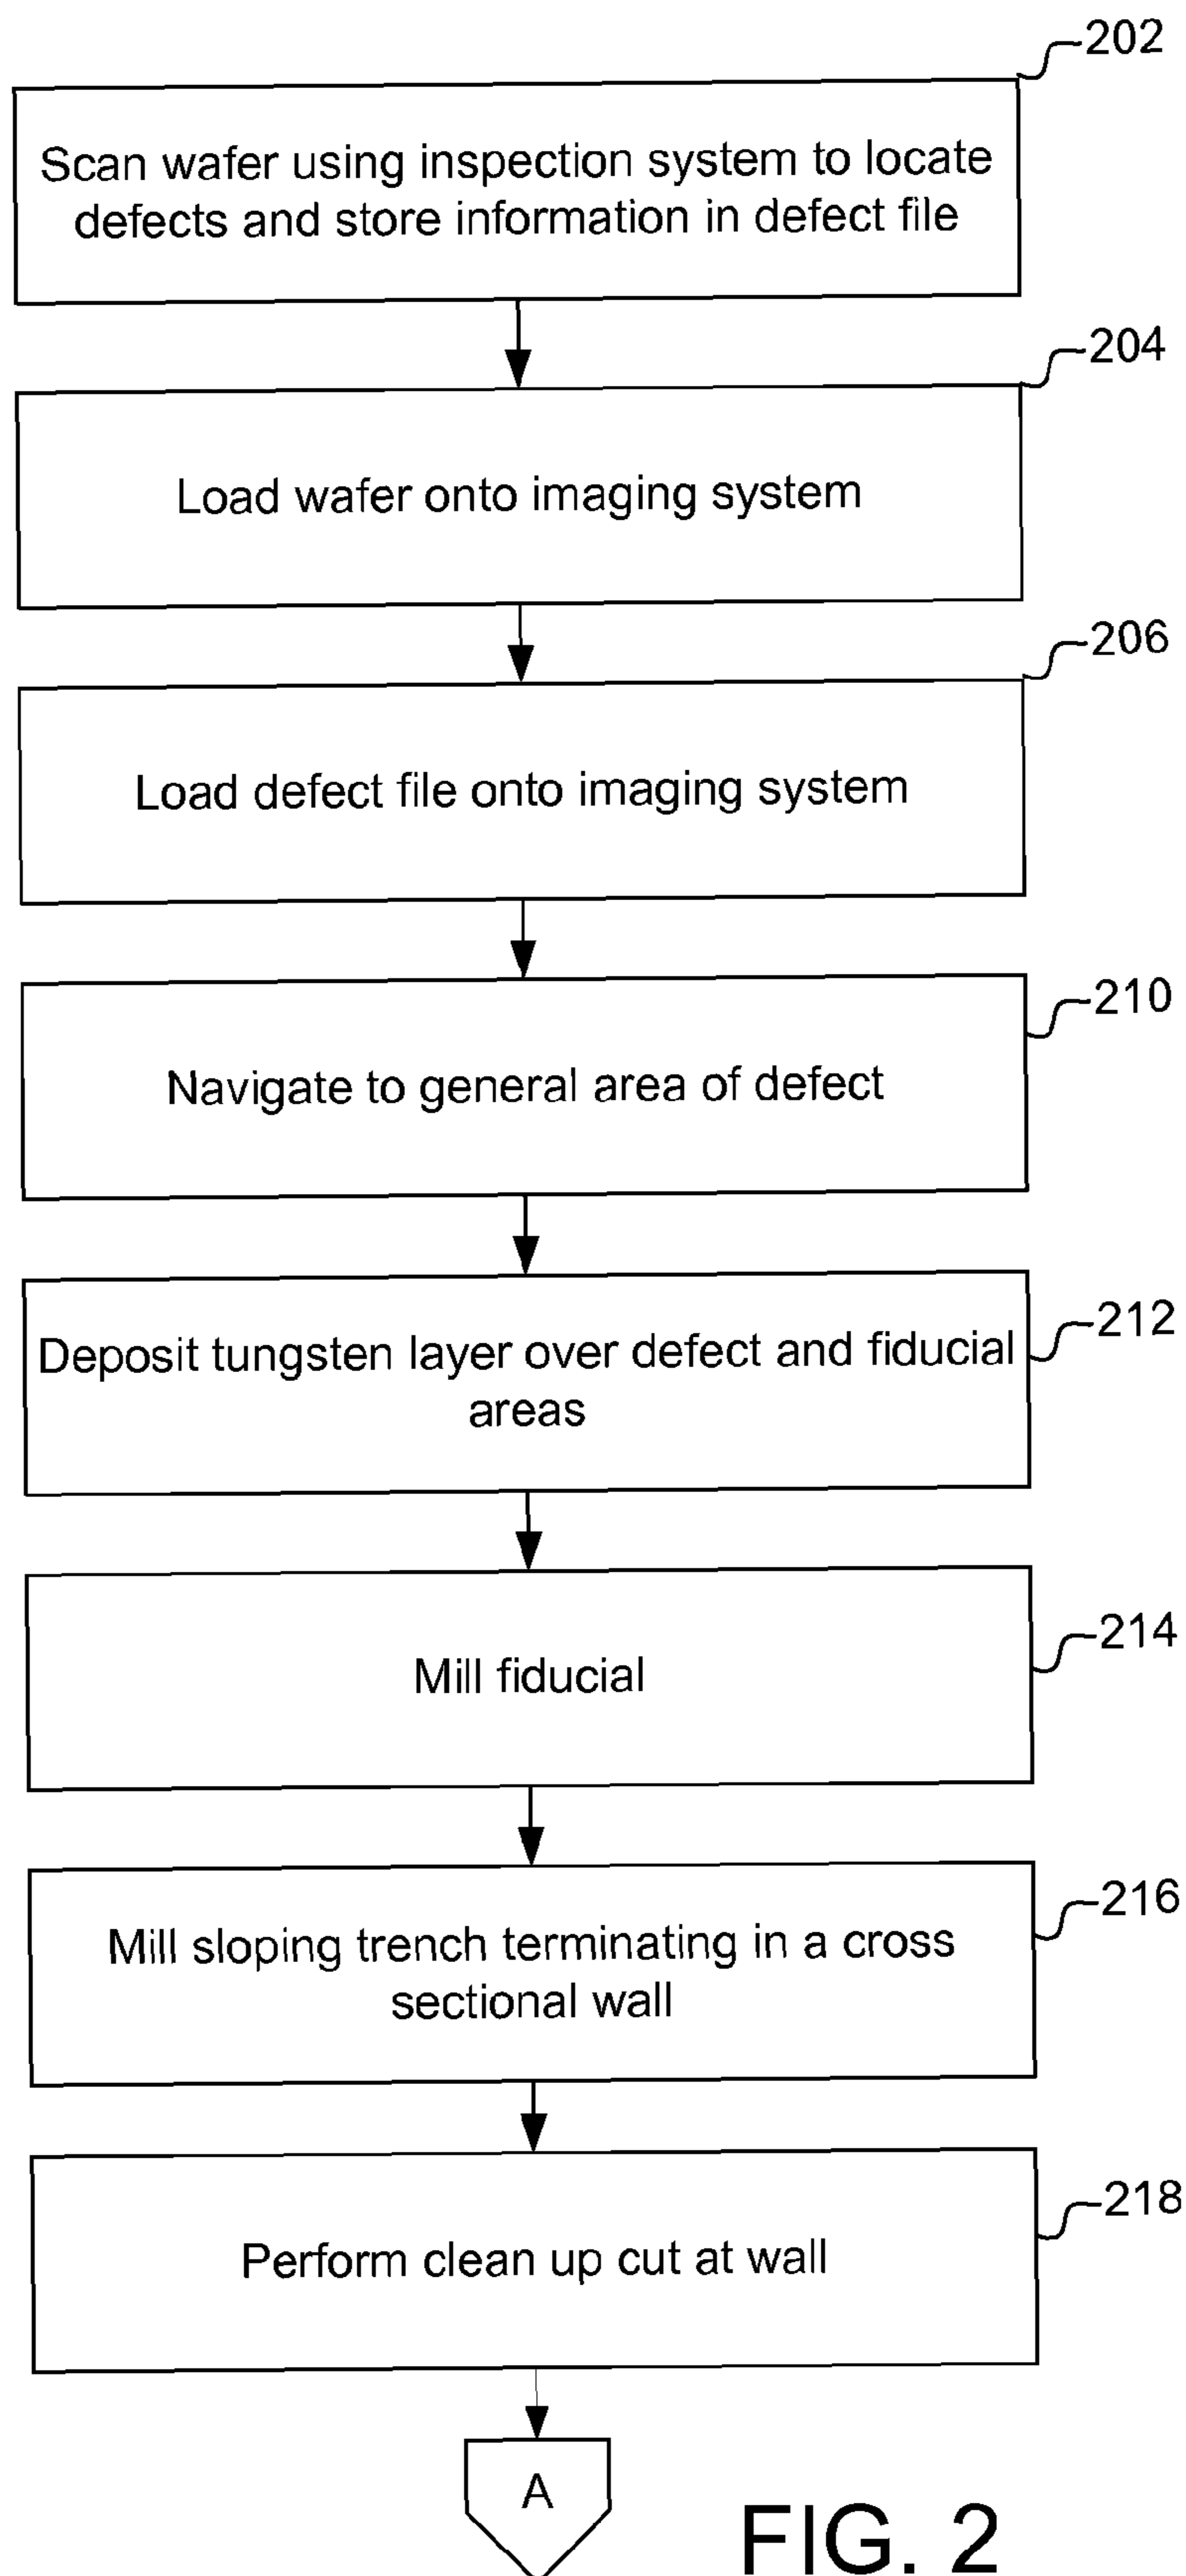 202
Scan wafer using inspection system to locate
defects and store information in defect file
204
Load wafer onto imaging system
206
Load defect file onto imaging system
210
Navigate to general area of defect
212
Deposit tungsten layer over defect and fiducial
areas
214
Mill fiducial
216
Mill sloping trench terminating in a cross
sectional wall
218
Perform clean up cut at wall
A
FIG. 2